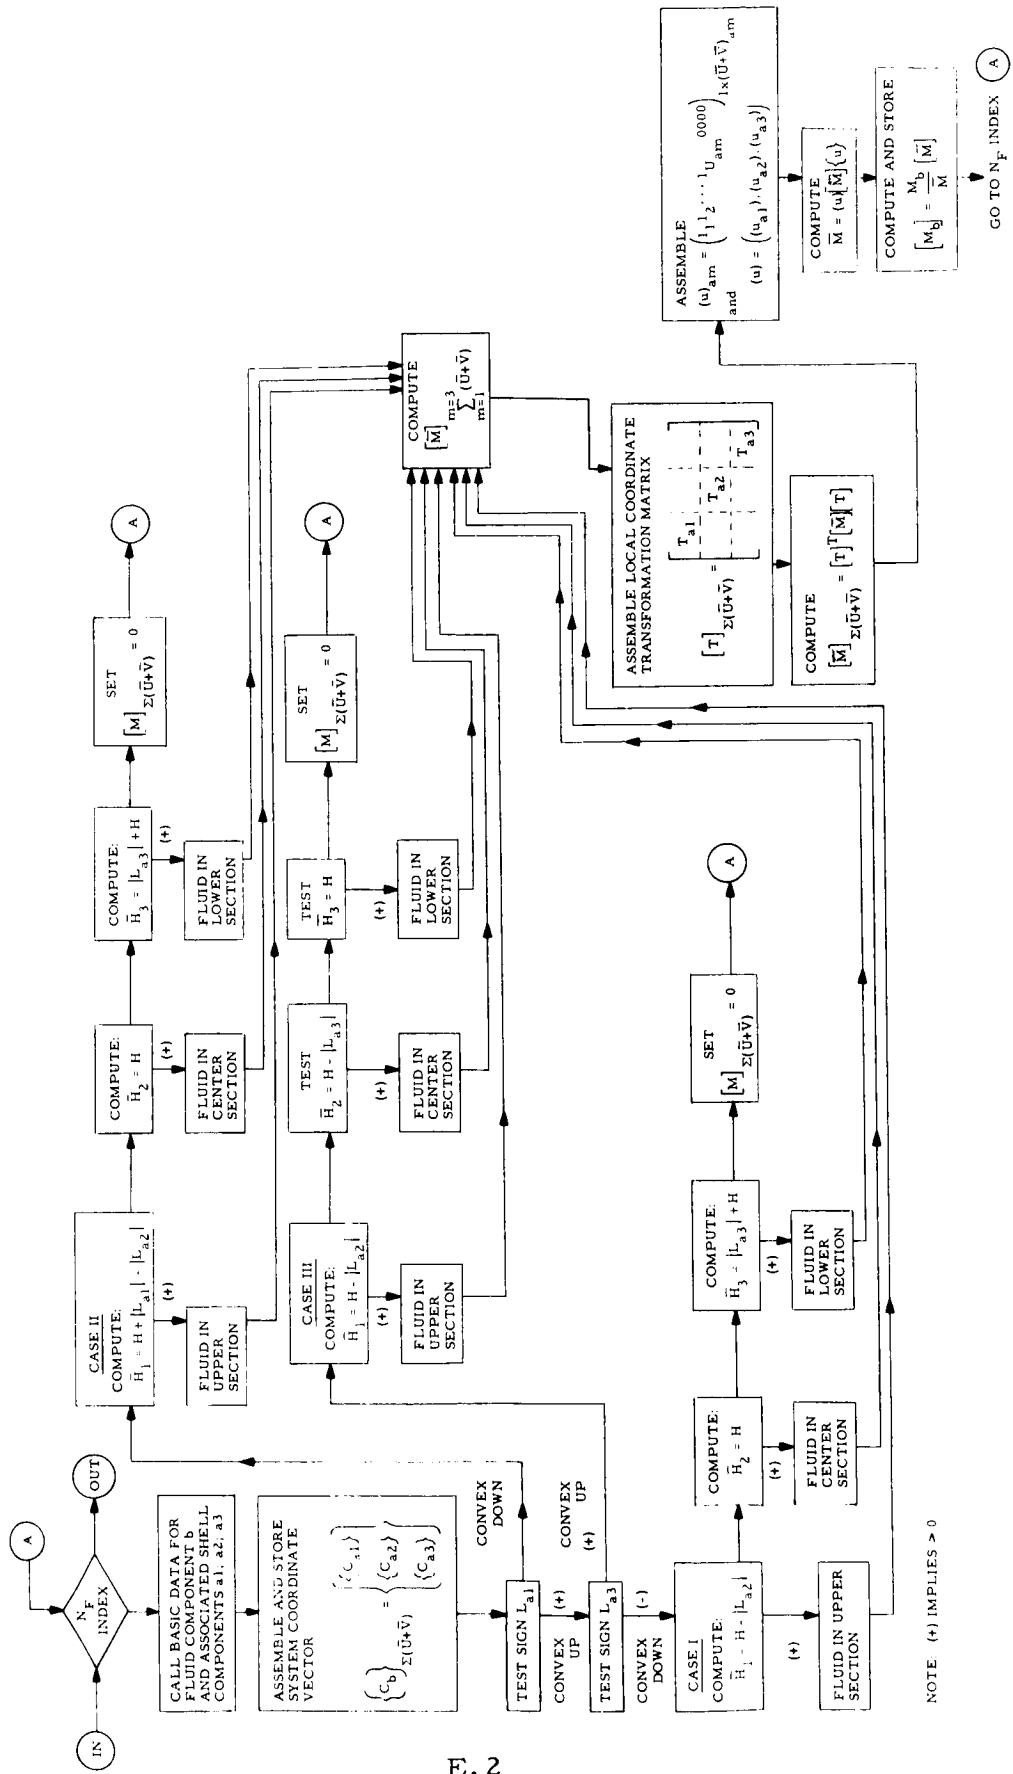 IN
A
N_F
INDEX
OUT
CALL BASIC DATA FOR
FLUID COMPONENT b
AND ASSOCIATED SHELL
COMPONENTS a1, a2, a3
ASSEMBLE AND STORE
SYSTEM COORDINATE
VECTOR
{C_b}_Σ(Ū+V̄) = { {C_a1} {C_a2} {C_a3} }
TEST SIGN L_a1
CONVEX
DOWN
(+)
CONVEX
UP
TEST SIGN L_a3
CONVEX
UP
(+)
(-)
CONVEX
DOWN
CASE II
COMPUTE:
H̄_1 = H + |L_a1| - |L_a2|
(+)
FLUID IN
UPPER
SECTION
COMPUTE:
H̄_2 = H
(+)
FLUID IN
CENTER
SECTION
COMPUTE:
H̄_3 = |L_a3| + H
(+)
FLUID IN
LOWER
SECTION
SET
[M]_Σ(Ū+V̄) = 0
A
CASE III
COMPUTE:
H̄_1 = H - |L_a2|
(+)
FLUID IN
UPPER
SECTION
TEST
H̄_2 = H - |L_a3|
(+)
FLUID IN
CENTER
SECTION
TEST
H̄_3 = H
(+)
FLUID IN
LOWER
SECTION
SET
[M]_Σ(Ū+V̄) = 0
A
CASE I
COMPUTE:
H̄_1 = H - |L_a2|
(+)
FLUID IN UPPER
SECTION
COMPUTE:
H̄_2 = H
(+)
FLUID IN
CENTER
SECTION
COMPUTE:
H̄_3 = |L_a3| + H
(+)
FLUID IN
LOWER
SECTION
SET
[M]_Σ(Ū+V̄) = 0
A
COMPUTE
[M̄] m=3 Σ m=1 (Ū+V̄)
ASSEMBLE LOCAL COORDINATE
TRANSFORMATION MATRIX
[T]_Σ(Ū+V̄) = [ T_a1 T_a2 T_a3 ]
COMPUTE
[M̄]_Σ(Ū+V̄) = [T]^T [M̄][T]
ASSEMBLE
(u)_am = (1_1 1_2 ... 1_U_am 0000)_1x(Ū+V̄)_am
and
(u) = ((u_a1), (u_a2), (u_a3))
COMPUTE
M̄ = (u)[M̄]{u}
COMPUTE AND STORE
[M_b] = M_b/M̄ [M̄]
GO TO N_F INDEX
A
NOTE (+) IMPLIES > 0
E.2